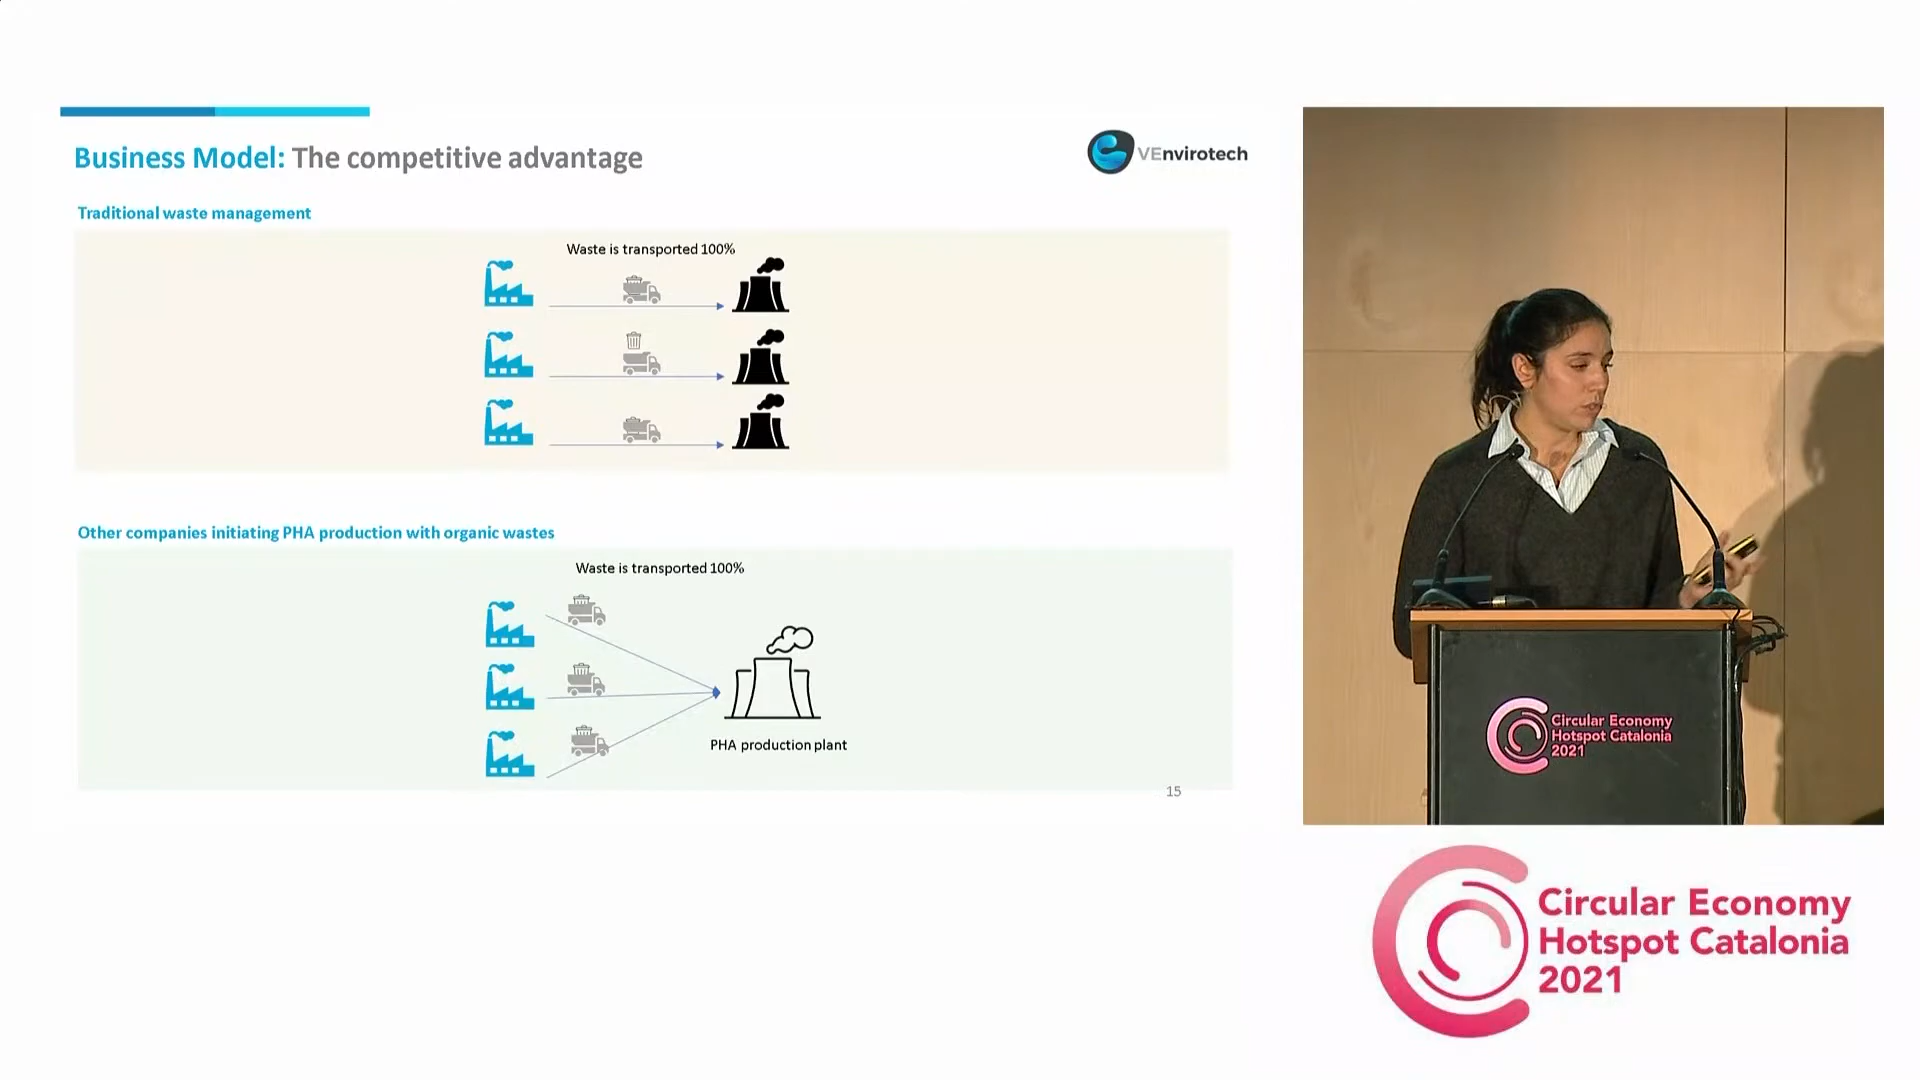 Business Model: The competitive advantage
VEnvirotech
Traditional waste management
Waste is transported 100%
Other companies initiating PHA production with organic wastes
Waste is transported 100%
PHA production plant
15
Circular Economy
Hotspot Catalonia
2021
Circular Economy
Hotspot Catalonia
2021